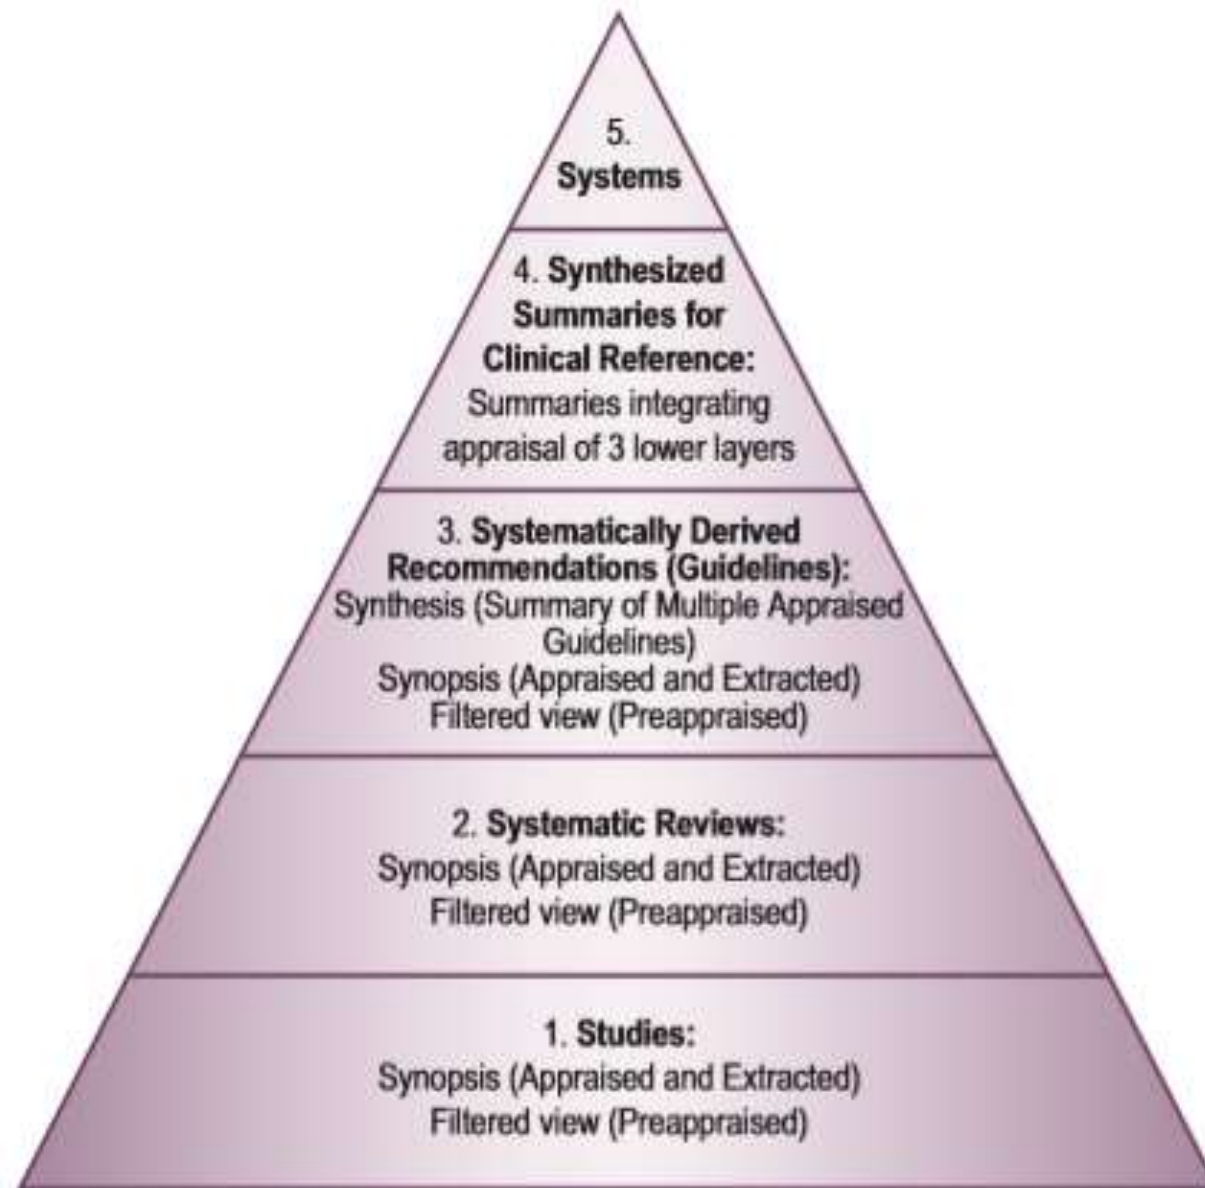 5.
Systems
4. Synthesized
Summaries for
Clinical Reference:
Summaries integrating
appraisal of 3 lower layers
3. Systematically Derived
Recommendations (Guidelines):
Synthesis (Summary of Multiple Appraised
Guidelines)
Synopsis (Appraised and Extracted)
Filtered view (Preappraised)
2. Systematic Reviews:
Synopsis (Appraised and Extracted)
Filtered view (Preappraised)
1. Studies:
Synopsis (Appraised and Extracted)
Filtered view (Preappraised)